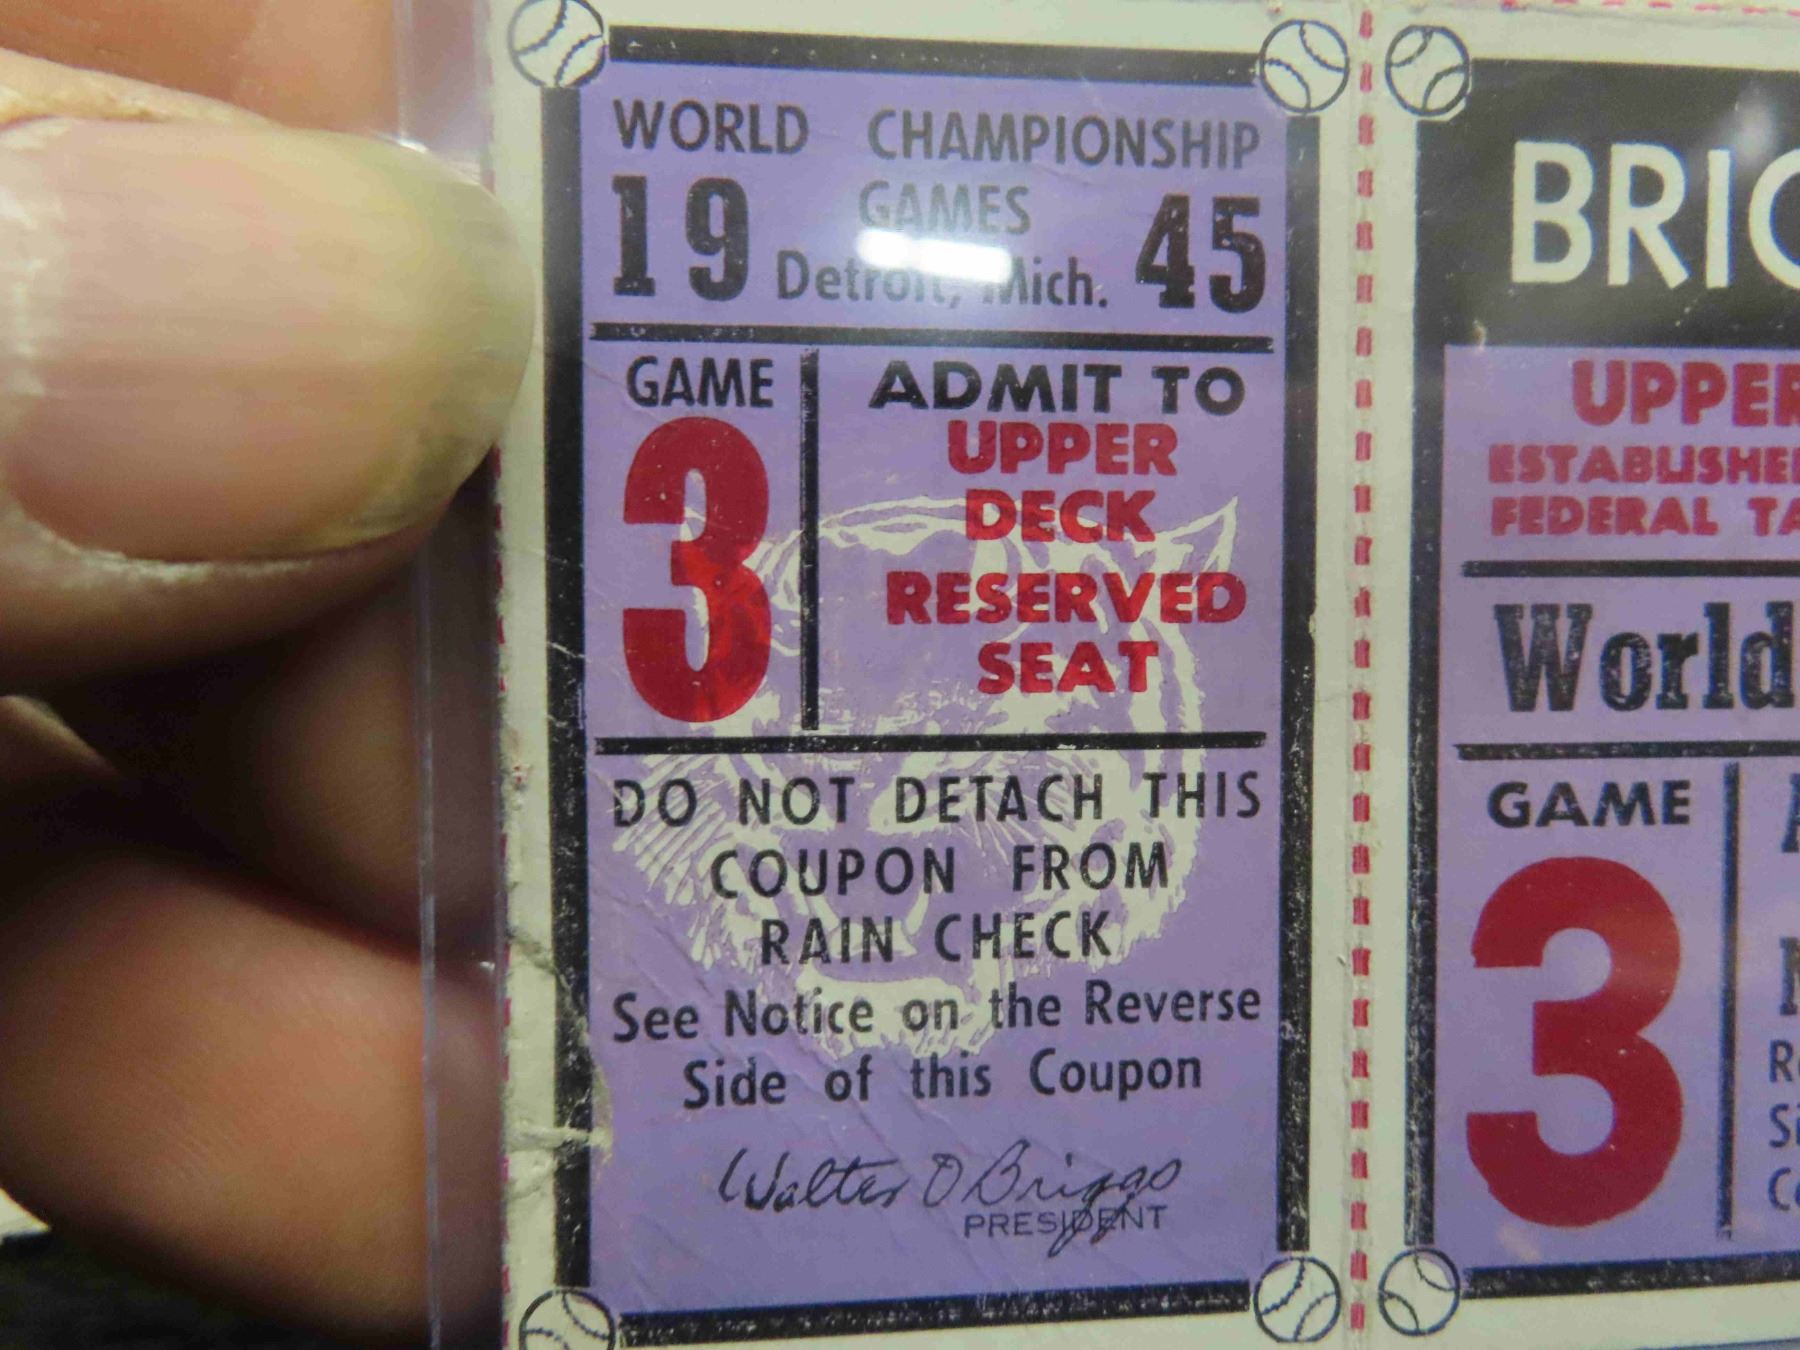 WORLD CHAMPIONSHIP
GAMES
19 45
Detroit, Mich.
GAME
3
ADMIT TO
UPPER
DECK
RESERVED
SEAT
DO NOT DETACH THIS
COUPON FROM
RAIN CHECK
See Notice on the Reverse
Side of this Coupon
Walter O Briggs
PRESIDENT
BRIG
UPPER
ESTABLISHE
FEDERAL TA
World
GAME
3